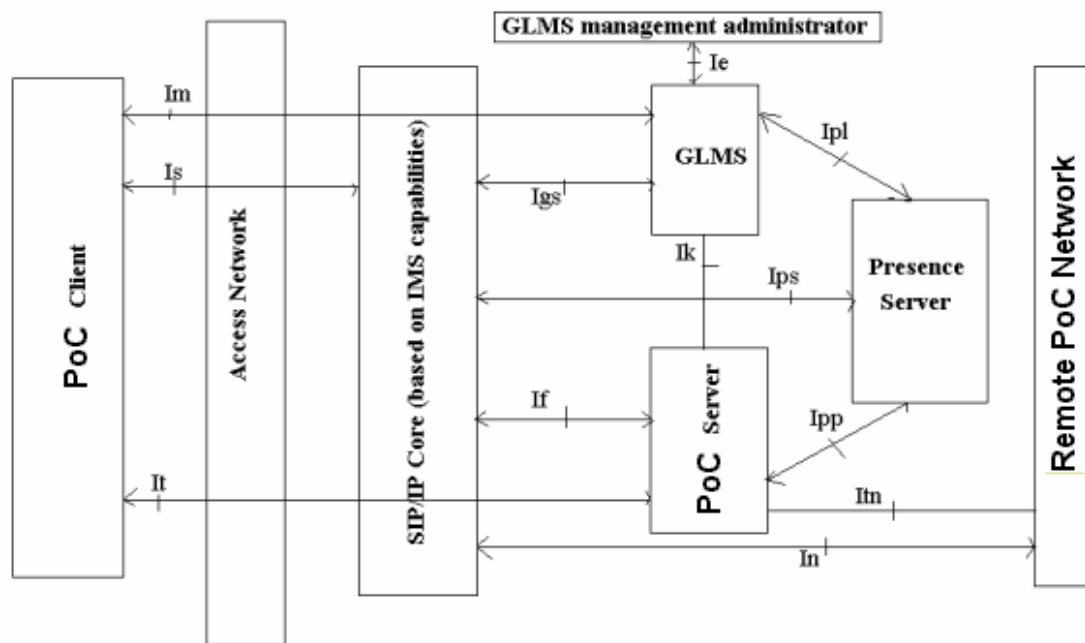 GLMS management administrator
Ie
Im
Is
Igs
GLMS
Ipl
Ik
Ips
Presence
Server
If
It
PoC Server
Ipp
Itn
In
PoC Client
Access Network
SIP/IP Core (based on IMS capabilities)
Remote PoC Network